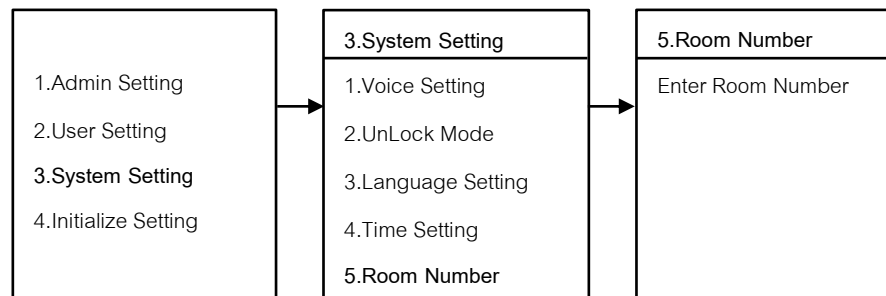 1.Admin Setting
2.User Setting
3.System Setting
4.Initialize Setting
3.System Setting
1.Voice Setting
2.UnLock Mode
3.Language Setting
4.Time Setting
5.Room Number
5.Room Number
Enter Room Number